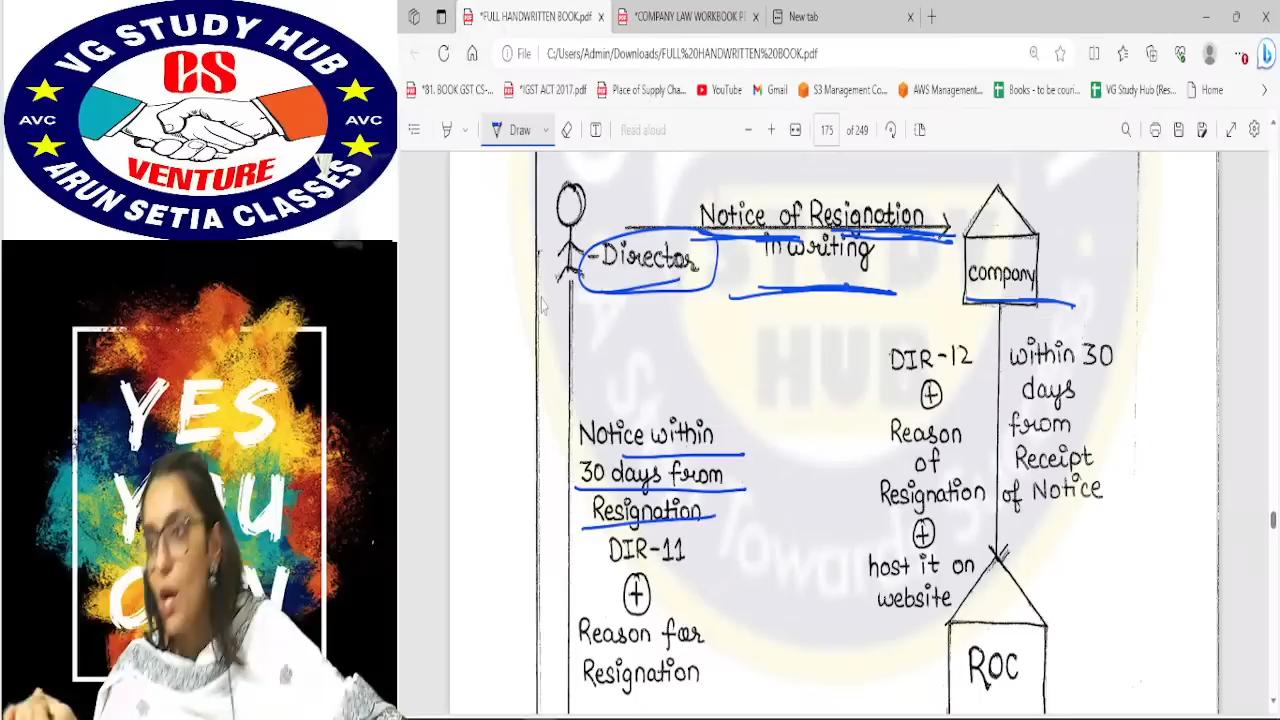 VG STUDY HUB
CS
AVC
AVC
VENTURE
ARUN SETIA CLASSES
YES
*FULL HANDWRITTEN BOOK.pdf
*COMPANY LAW WORKBOOK P
New tab
File
C:/Users/Admin/Downloads/FULL%20HANDWRITTEN%20BOOK.pdf
*81. BOOK GST CS-...
*IGST ACT 2017.pdf
Place of Supply Cha...
YouTube
Gmail
S3 Management Co...
AWS Management...
Books - to be couri...
VG Study Hub (Res...
Home
Draw
Read aloud
175
of 249
Notice of Resignation
in writing
-Director
company
DIR-12
within 30
days
from
Receipt
of Notice
Reason
of
Resignation
host it on
website
Notice within
30 days from
Resignation
DIR-11
Reason for
Resignation
ROC
HUB